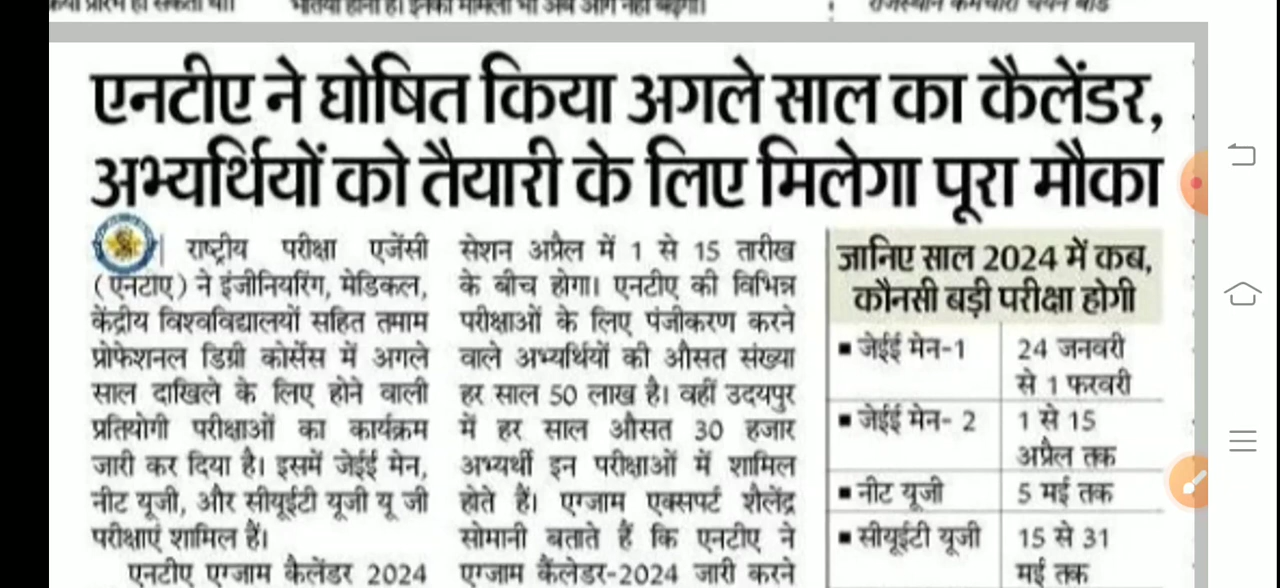 एनटीए ने घोषित किया अगले साल का कैलेंडर,
अभ्यर्थियों को तैयारी के लिए मिलेगा पूरा मौका
राष्ट्रीय परीक्षा एजेंसी
(एनटाए) ने इंजीनियरिंग, मेडिकल,
केंद्रीय विश्वविद्यालयों सहित तमाम
प्रोफेशनल डिग्री कोर्सेस में अगले
साल दाखिले के लिए होने वाली
प्रतियोगी परीक्षाओं का कार्यक्रम
जारी कर दिया है। इसमें जेईई मेन,
नीट यूजी, और सीयूईटी यूजी यू जी
परीक्षाएं शामिल हैं।
एनटीए एग्जाम कैलेंडर 2024
सेशन अप्रैल में 1 से 15 तारीख
के बीच होगा। एनटीए की विभिन्न
परीक्षाओं के लिए पंजीकरण करने
वाले अभ्यर्थियों की औसत संख्या
हर साल 50 लाख है। वहीं उदयपुर
में हर साल औसत 30 हजार
अभ्यर्थी इन परीक्षाओं में शामिल
होते हैं। एग्जाम एक्सपर्ट शैलेंद्र
सोमानी बताते हैं कि एनटीए ने
एग्जाम कैंलेडर-2024 जारी करने
जानिए साल 2024 में कब,
कौनसी बड़ी परीक्षा होगी
▪ जेईई मेन-1 24 जनवरी
से 1 फरवरी
▪ जेईई मेन- 2 1 से 15
अप्रैल तक
▪ नीट यूजी 5 मई तक
▪ सीयूईटी यूजी 15 से 31
मई तक